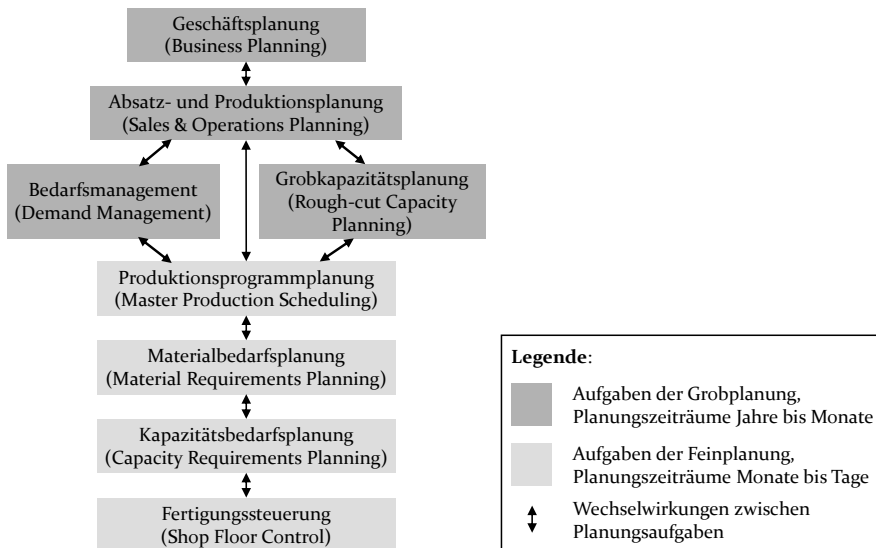 Geschäftsplanung
(Business Planning)
Absatz- und Produktionsplanung
(Sales & Operations Planning)
Bedarfsmanagement
(Demand Management)
Grobkapazitätsplanung
(Rough-cut Capacity
Planning)
Produktionsprogrammplanung
(Master Production Scheduling)
Materialbedarfsplanung
(Material Requirements Planning)
Kapazitätsbedarfsplanung
(Capacity Requirements Planning)
Fertigungssteuerung
(Shop Floor Control)
Legende:
Aufgaben der Grobplanung,
Planungszeiträume Jahre bis Monate
Aufgaben der Feinplanung,
Planungszeiträume Monate bis Tage
Wechselwirkungen zwischen
Planungsaufgaben